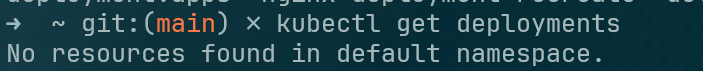 → ~ git:(main) ✕ kubectl get deployments
No resources found in default namespace.